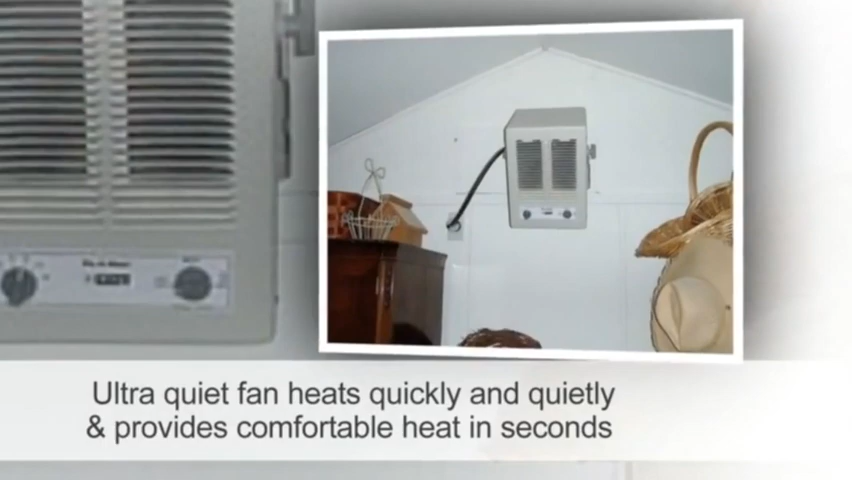 Ultra quiet fan heats quickly and quietly
& provides comfortable heat in seconds